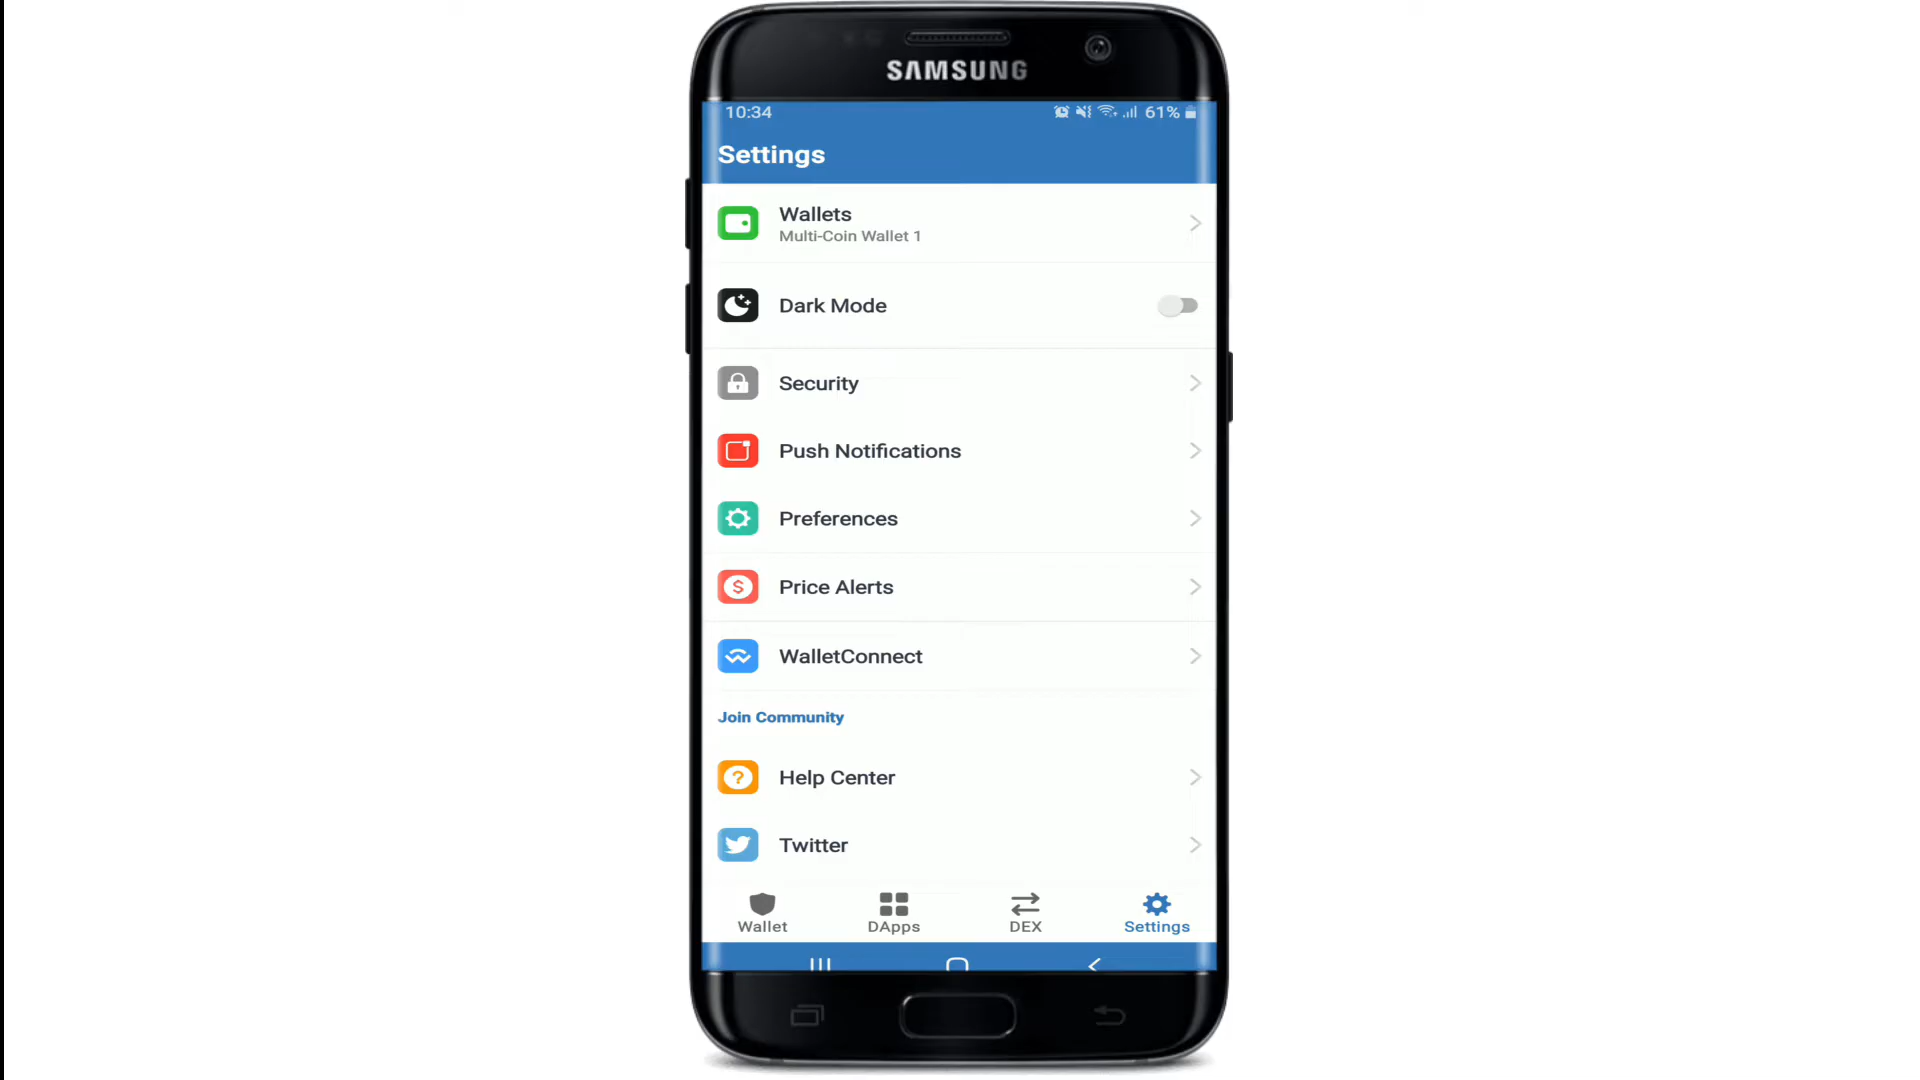 SAMSUNG
10:34
61%
Settings
Wallets
Multi-Coin Wallet 1
Dark Mode
Security
Push Notifications
Preferences
Price Alerts
WalletConnect
Join Community
Help Center
Twitter
Wallet
DApps
DEX
Settings